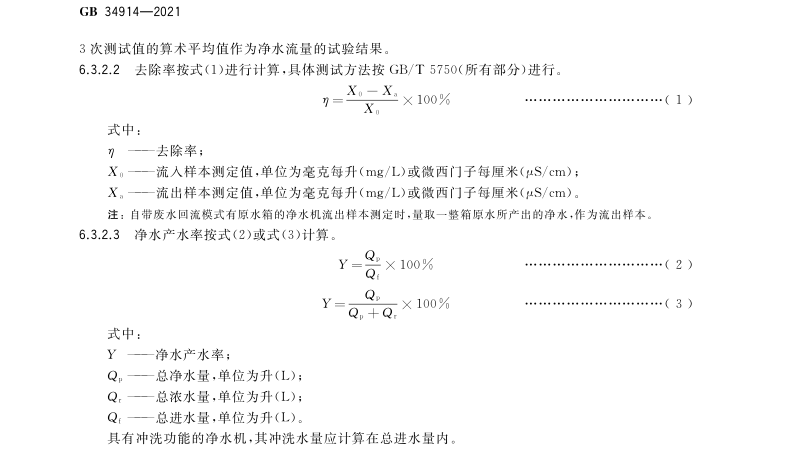 GB 34914—2021
3 次测试值的算术平均值作为净水流量的试验结果。
6.3.2.2 去除率按式(1)进行计算,具体测试方法按 GB/T 5750(所有部分)进行。
η = (X₀ − Xₐ) / X₀ × 100% ……………………( 1 )
式中:
η ——去除率;
X₀ ——流入样本测定值,单位为毫克每升(mg/L)或微西门子每厘米(μS/cm);
Xₐ ——流出样本测定值,单位为毫克每升(mg/L)或微西门子每厘米(μS/cm)。
注:自带废水回流模式有原水箱的净水机流出样本测定时,量取一整箱原水所产出的净水,作为流出样本。
6.3.2.3 净水产水率按式(2)或式(3)计算。
Y = Qp / Qf × 100% ……………………( 2 )
Y = Qp / (Qp + Qr) × 100% ……………………( 3 )
式中:
Y ——净水产水率;
Qp ——总净水量,单位为升(L);
Qr ——总浓水量,单位为升(L);
Qf ——总进水量,单位为升(L)。
具有冲洗功能的净水机,其冲洗水量应计算在总进水量内。